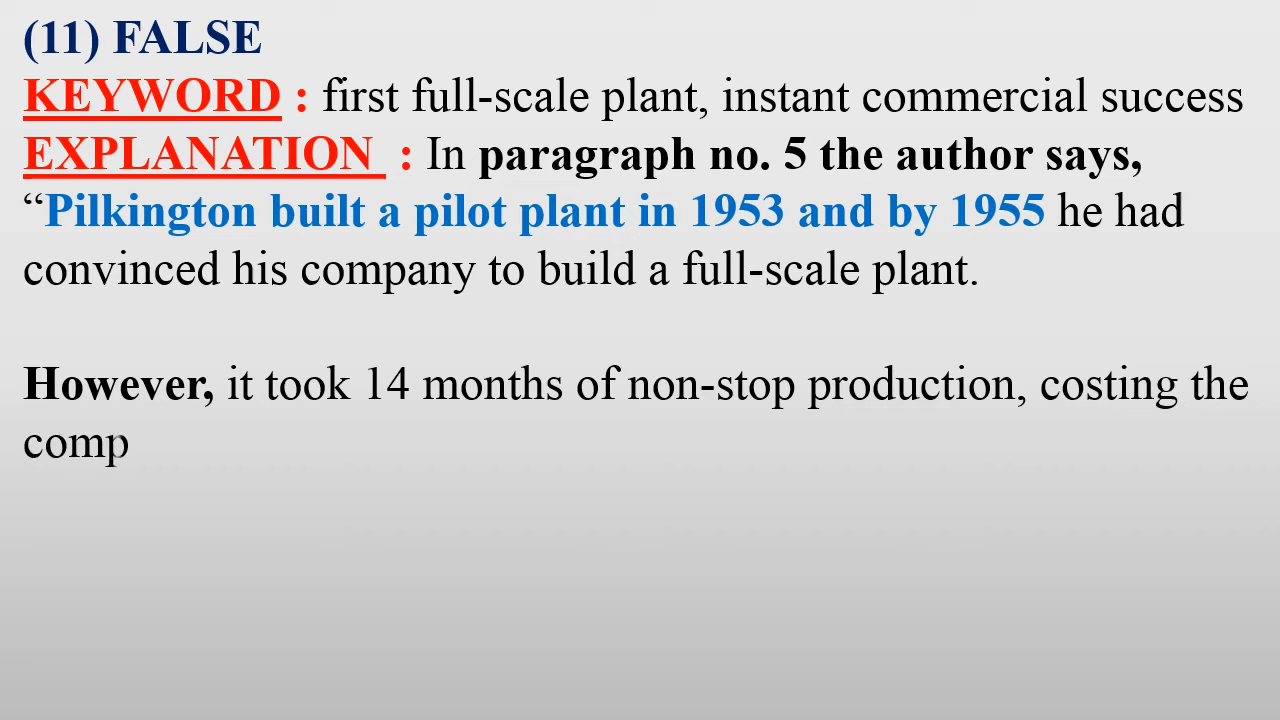 (11) FALSE
KEYWORD : first full-scale plant, instant commercial success
EXPLANATION : In paragraph no. 5 the author says,
“Pilkington built a pilot plant in 1953 and by 1955 he had
convinced his company to build a full-scale plant.
However, it took 14 months of non-stop production, costing the
comp